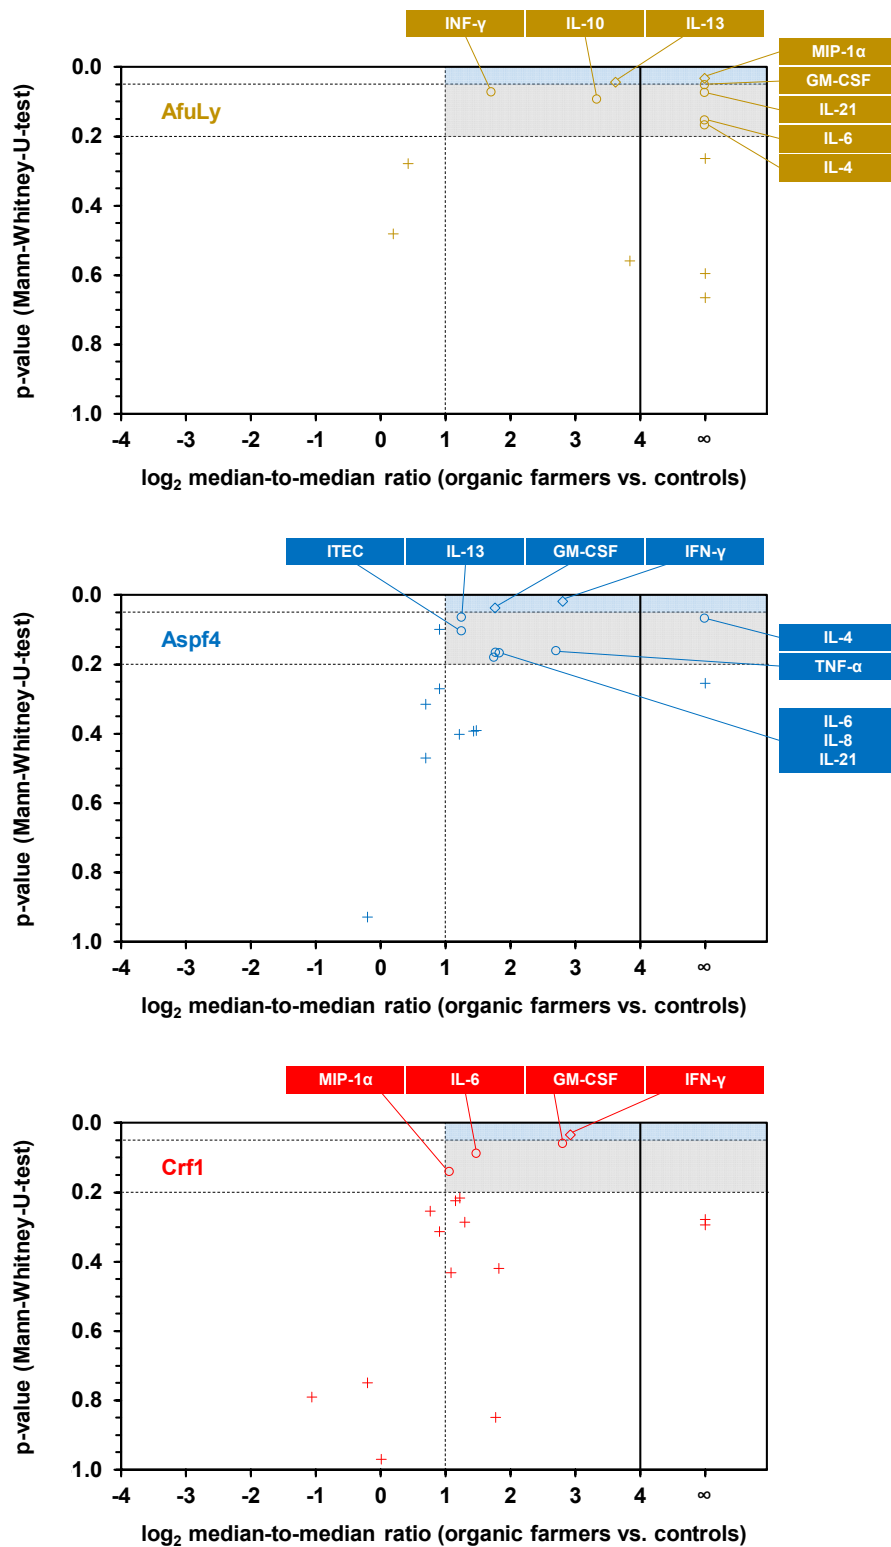 INF-γ IL-10 IL-13
MIP-1α
GM-CSF
IL-21
IL-6
IL-4
AfuLy
p-value (Mann-Whitney-U-test)
0.0
0.2
0.4
0.6
0.8
1.0
-4 -3 -2 -1 0 1 2 3 4 ∞
log₂ median-to-median ratio (organic farmers vs. controls)
ITEC IL-13 GM-CSF IFN-γ
IL-4
TNF-α
IL-6
IL-8
IL-21
Aspf4
p-value (Mann-Whitney-U-test)
0.0
0.2
0.4
0.6
0.8
1.0
-4 -3 -2 -1 0 1 2 3 4 ∞
log₂ median-to-median ratio (organic farmers vs. controls)
MIP-1α IL-6 GM-CSF IFN-γ
Crf1
p-value (Mann-Whitney-U-test)
0.0
0.2
0.4
0.6
0.8
1.0
-4 -3 -2 -1 0 1 2 3 4 ∞
log₂ median-to-median ratio (organic farmers vs. controls)